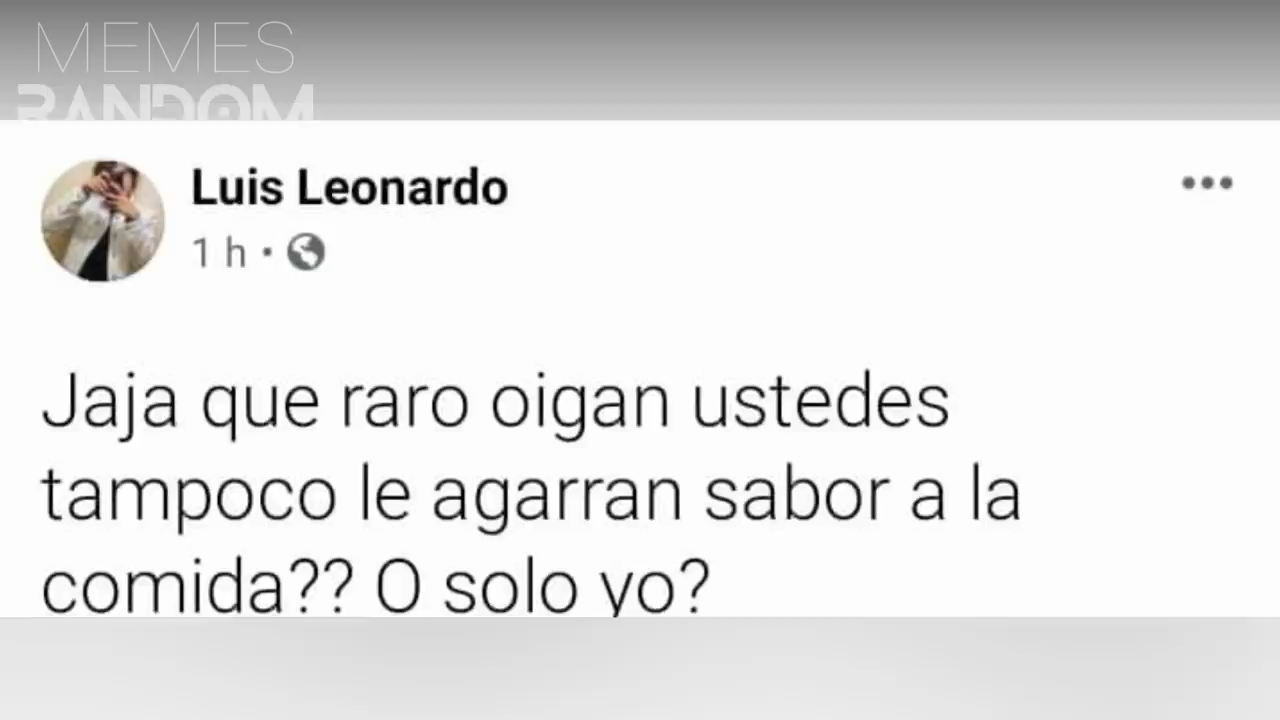 MEMES
RANDOM
Luis Leonardo
1 h •
Jaja que raro oigan ustedes
tampoco le agarran sabor a la
comida?? O solo yo?